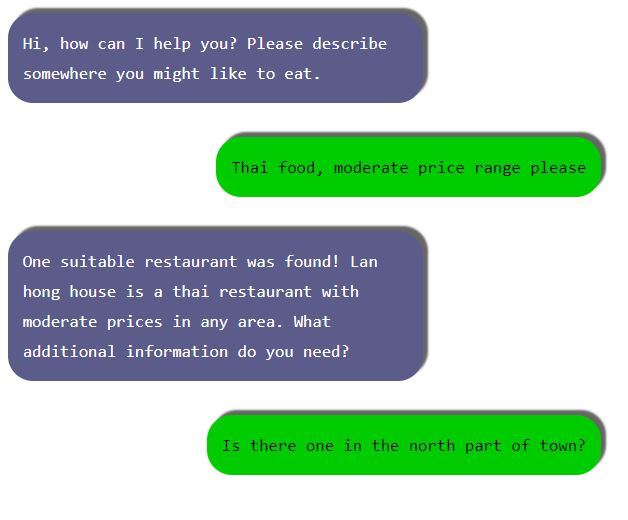 Hi, how can I help you? Please describe
somewhere you might like to eat.
Thai food, moderate price range please
One suitable restaurant was found! Lan
hong house is a thai restaurant with
moderate prices in any area. What
additional information do you need?
Is there one in the north part of town?